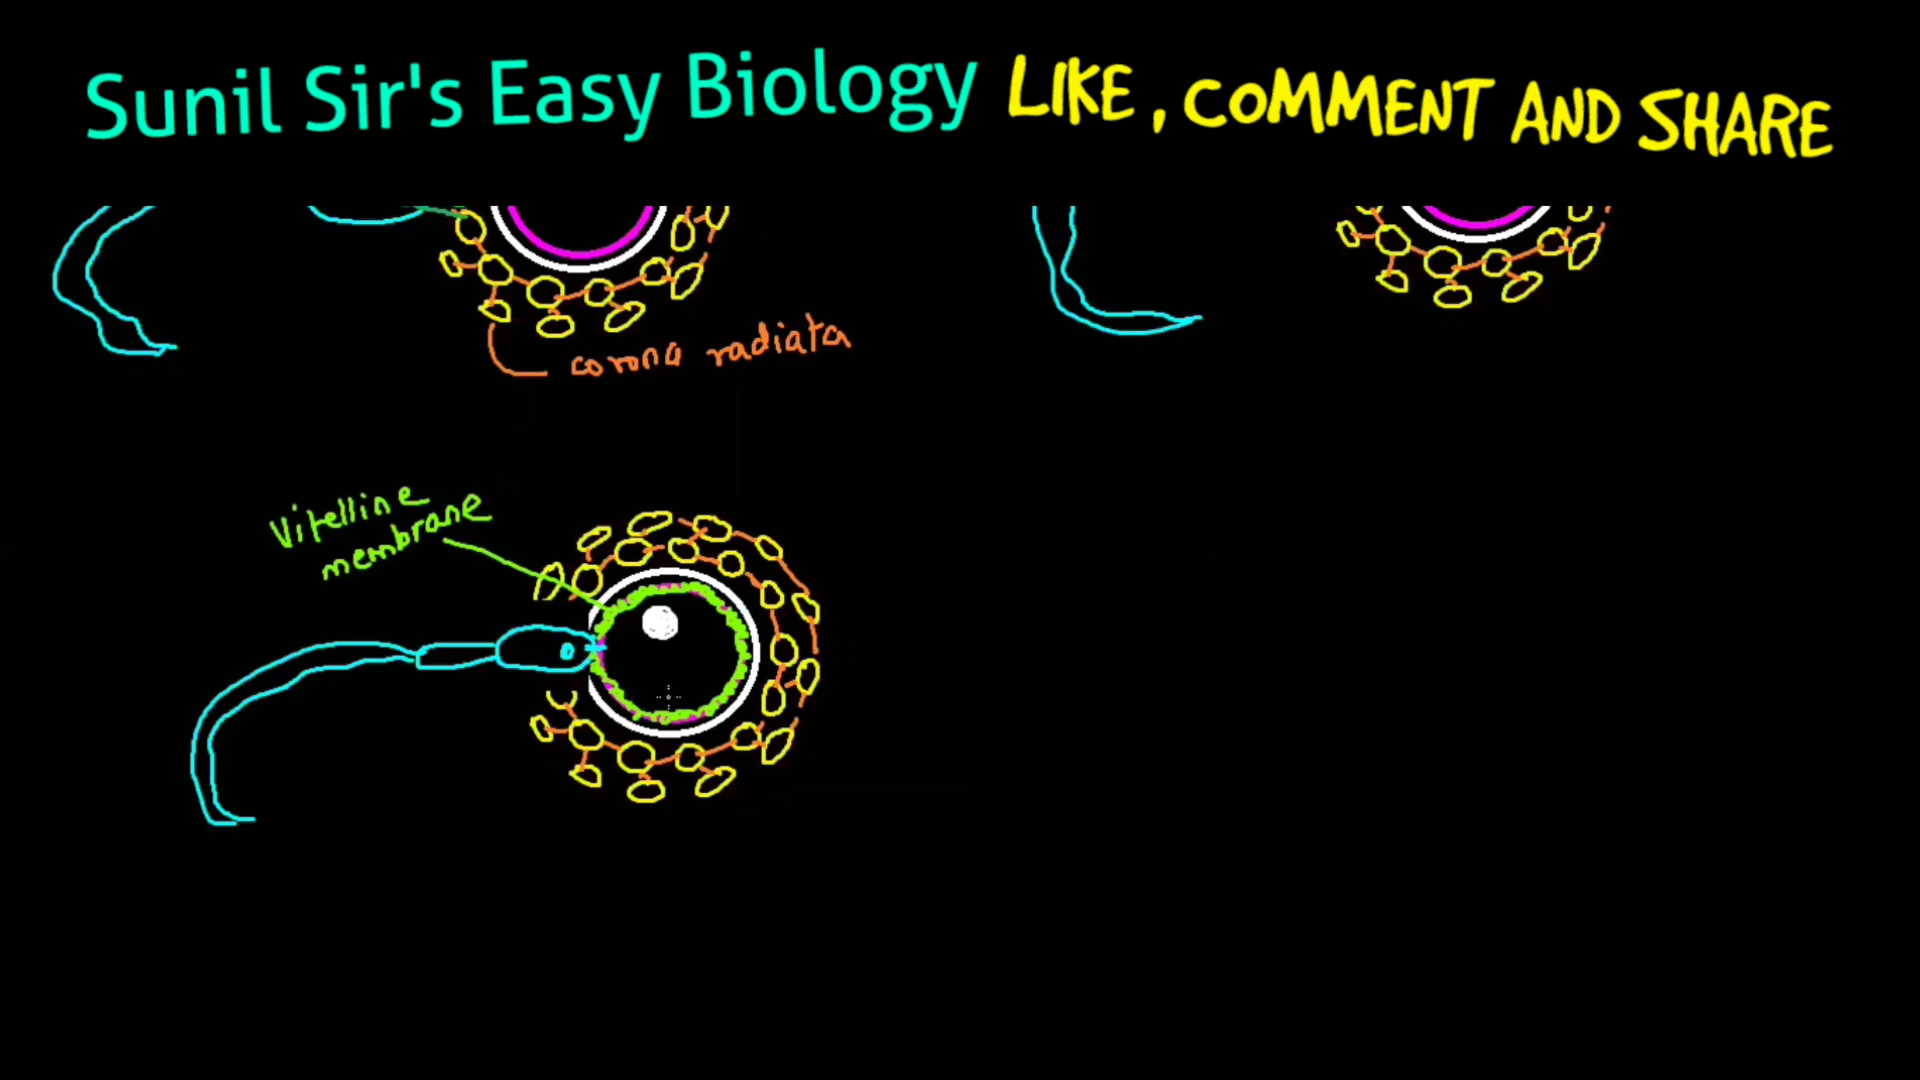 Sunil Sir's Easy Biology LIKE, COMMENT AND SHARE
corona radiata
Vitelline
membrane